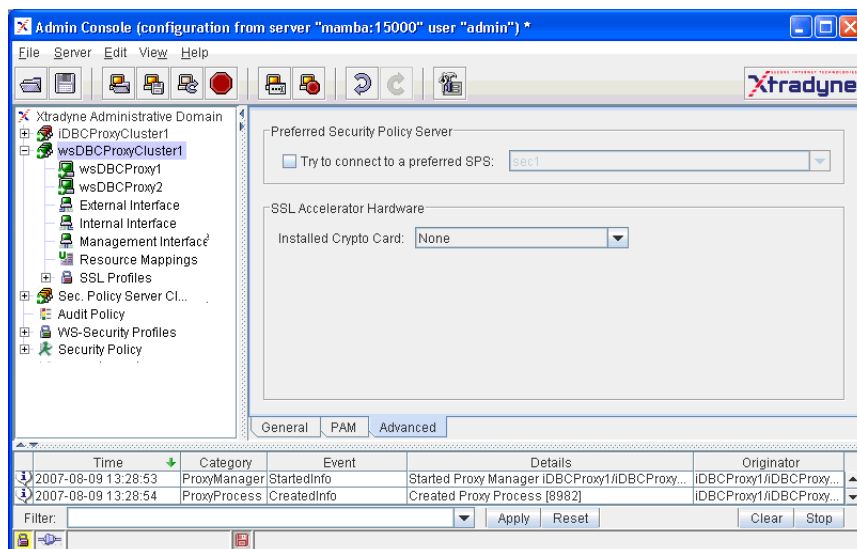 Admin Console (configuration from server "mamba:15000" user "admin") *
File Server Edit View Help
SECURE INTERNET TECHNOLOGIES
Xtradyne
Xtradyne Administrative Domain
iDBCProxyCluster1
wsDBCProxyCluster1
wsDBCProxy1
wsDBCProxy2
External Interface
Internal Interface
Management Interface
Resource Mappings
SSL Profiles
Sec. Policy Server Cl...
Audit Policy
WS-Security Profiles
Security Policy
Preferred Security Policy Server
Try to connect to a preferred SPS: sec1
SSL Accelerator Hardware
Installed Crypto Card: None
General PAM Advanced
Time Category Event Details Originator
2007-08-09 13:28:53 ProxyManager StartedInfo Started Proxy Manager iDBCProxy1/iDBCProxy... iDBCProxy1/iDBCProxy...
2007-08-09 13:28:54 ProxyProcess CreatedInfo Created Proxy Process [8982] iDBCProxy1/iDBCProxy...
Filter: Apply Reset Clear Stop